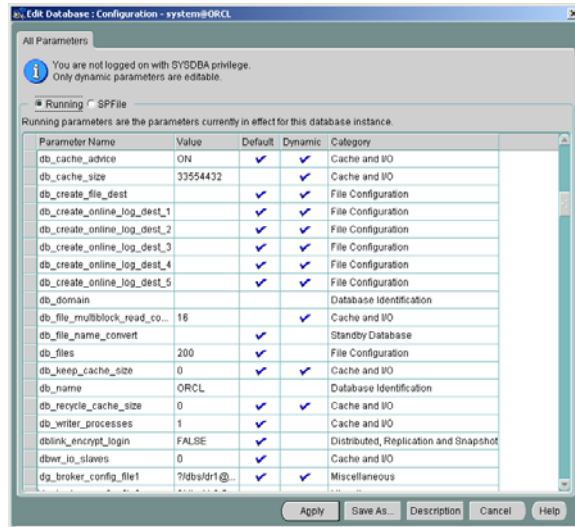 Edit Database : Configuration - system@ORCL
All Parameters
You are not logged on with SYSDBA privilege.
Only dynamic parameters are editable.
Running SPFile
Running parameters are the parameters currently in effect for this database instance.
Parameter Name Value Default Dynamic Category
db_cache_advice ON ✔ ✔ Cache and I/O
db_cache_size 33554432 ✔ Cache and I/O
db_create_file_dest ✔ ✔ File Configuration
db_create_online_log_dest_1 ✔ ✔ File Configuration
db_create_online_log_dest_2 ✔ ✔ File Configuration
db_create_online_log_dest_3 ✔ ✔ File Configuration
db_create_online_log_dest_4 ✔ ✔ File Configuration
db_create_online_log_dest_5 ✔ ✔ File Configuration
db_domain Database Identification
db_file_multiblock_read_co... 16 ✔ Cache and I/O
db_file_name_convert ✔ Standby Database
db_files 200 ✔ File Configuration
db_keep_cache_size 0 ✔ ✔ Cache and I/O
db_name ORCL Database Identification
db_recycle_cache_size 0 ✔ ✔ Cache and I/O
db_writer_processes 1 ✔ Cache and I/O
dblink_encrypt_login FALSE ✔ Distributed, Replication and Snapshot
dbwr_io_slaves 0 ✔ Cache and I/O
dg_broker_config_file1 ?/dbs/dr1@... ✔ ✔ Miscellaneous
Apply Save As... Description Cancel Help